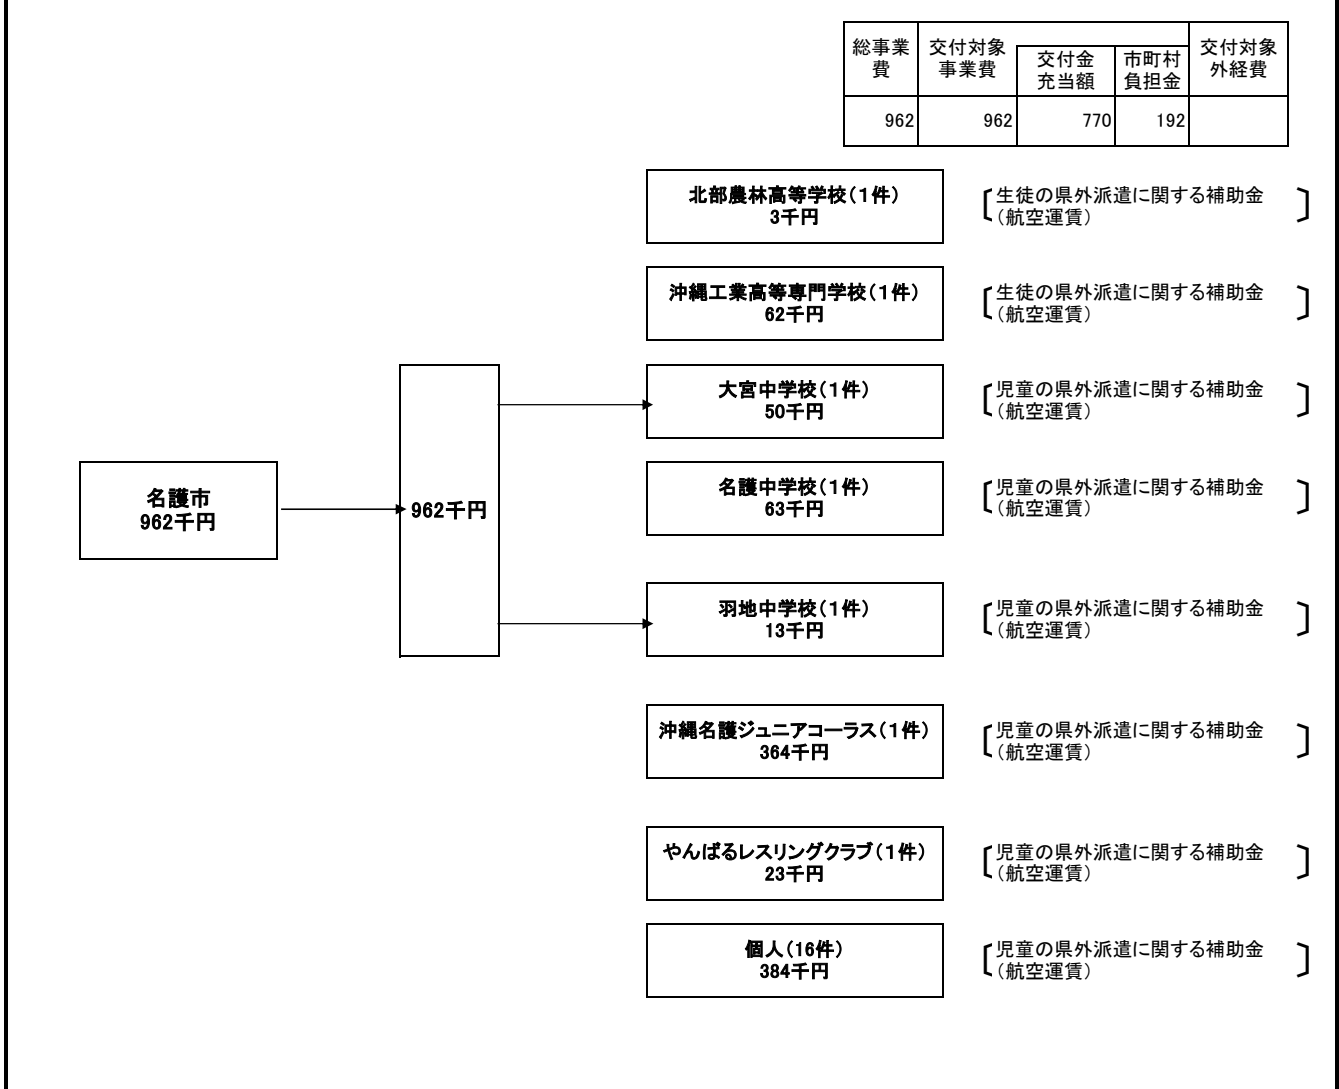 総事業
費
交付対象
事業費
交付金
充当額
市町村
負担金
交付対象
外経費
962
962
770
192
北部農林高等学校（１件）
3千円
生徒の県外派遣に関する補助金
（航空運賃）
沖縄工業高等専門学校（１件）
62千円
生徒の県外派遣に関する補助金
（航空運賃）
大宮中学校（１件）
50千円
児童の県外派遣に関する補助金
（航空運賃）
名護中学校（１件）
63千円
児童の県外派遣に関する補助金
（航空運賃）
名護市
962千円
962千円
羽地中学校（１件）
13千円
児童の県外派遣に関する補助金
（航空運賃）
沖縄名護ジュニアコーラス（１件）
364千円
児童の県外派遣に関する補助金
（航空運賃）
やんばるレスリングクラブ（１件）
23千円
児童の県外派遣に関する補助金
（航空運賃）
個人（16件）
384千円
児童の県外派遣に関する補助金
（航空運賃）